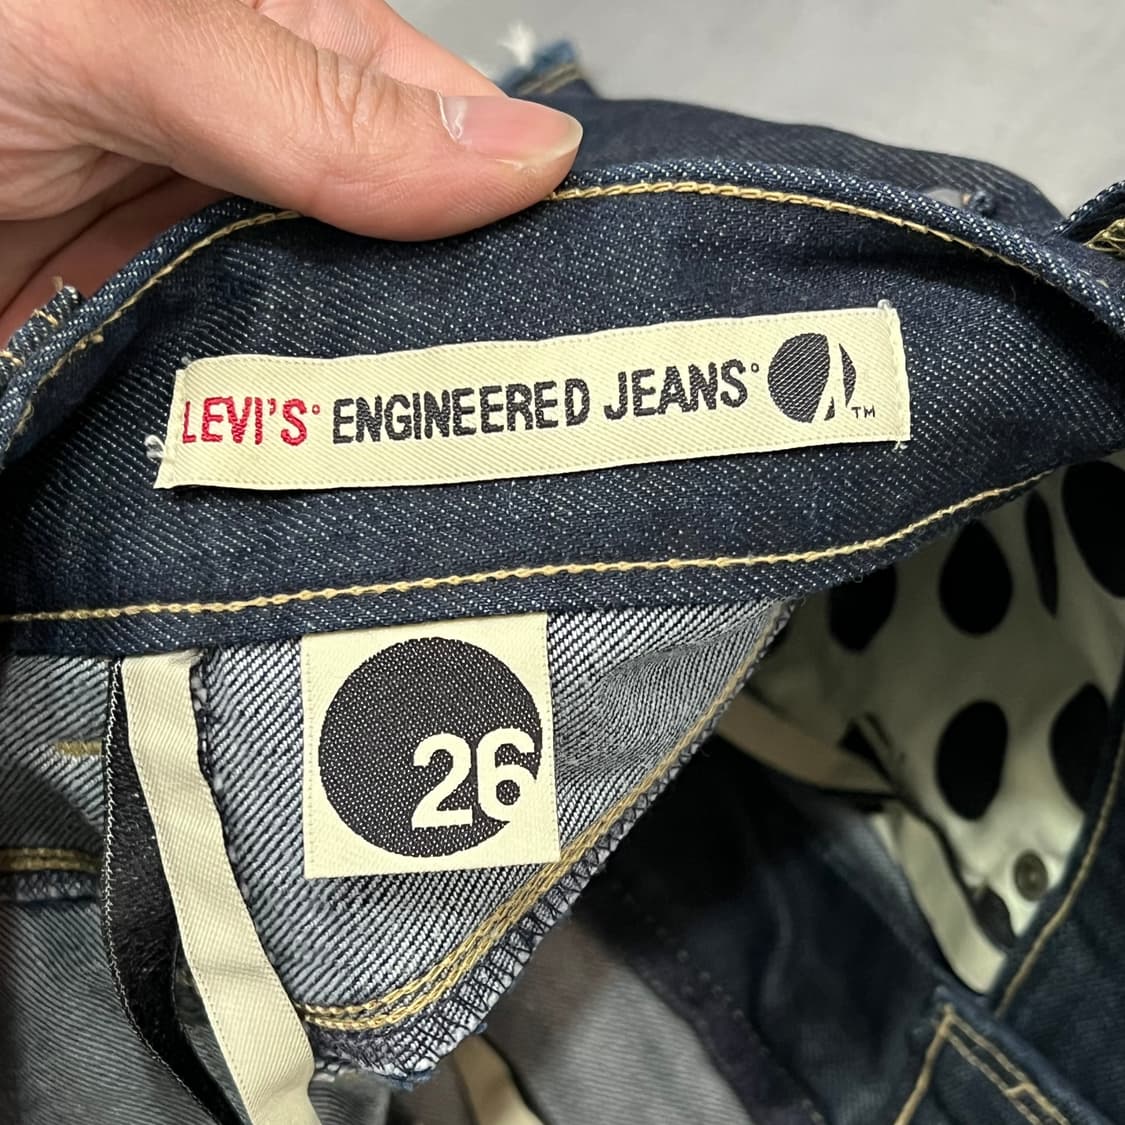 LEVI'S° ENGINEERED JEANS° ™
26